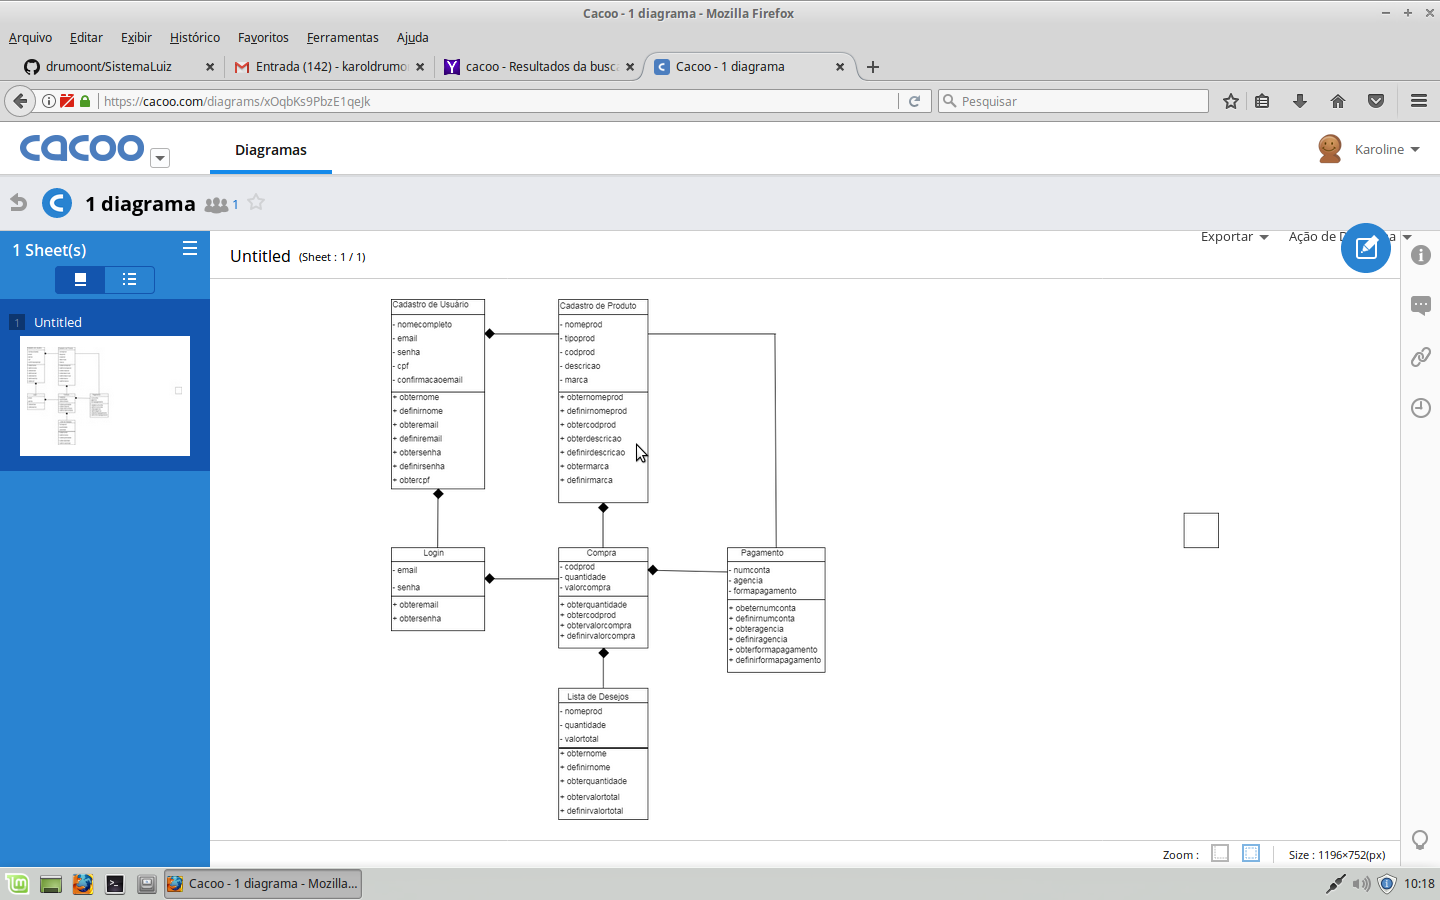 Cacoo - 1 diagrama - Mozilla Firefox
Arquivo Editar Exibir Histórico Favoritos Ferramentas Ajuda
drumoont/SistemaLuiz
Entrada (142) - karoldrumo
cacoo - Resultados da busc
Cacoo - 1 diagrama
https://cacoo.com/diagrams/xOqbKs9PbzE1qeJk
Pesquisar
cacoo
Diagramas
Karoline
1 diagrama
1
1 Sheet(s)
Exportar
Ação de D
a
Untitled (Sheet : 1 / 1)
1 Untitled
Cadastro de Usuário
- nomecompleto
- email
- senha
- cpf
- confirmacaoemail
+ obternome
+ definirnome
+ obteremail
+ definiremail
+ obtersenha
+ definirsenha
+ obtercpf
Cadastro de Produto
- nomeprod
- tipoprod
- codprod
- descricao
- marca
+ obternomeprod
+ definirnomeprod
+ obtercodprod
+ obterdescricao
+ definirdescricao
+ obtermarca
+ definirmarca
Login
- email
- senha
+ obteremail
+ obtersenha
Compra
- codprod
- quantidade
- valorcompra
+ obterquantidade
+ obtercodprod
+ obtervalorcompra
+ definirvalorcompra
Pagamento
- numconta
- agencia
- formapagamento
+ obeternumconta
+ definirnumconta
+ obteragencia
+ definiragencia
+ obterformapagamento
+ definirformapagamento
Lista de Desejos
- nomeprod
- quantidade
- valortotal
+ obternome
+ definirnome
+ obterquantidade
+ obtervalortotal
+ definirvalortotal
Zoom :
Size : 1196×752(px)
Cacoo - 1 diagrama - Mozilla...
10:18